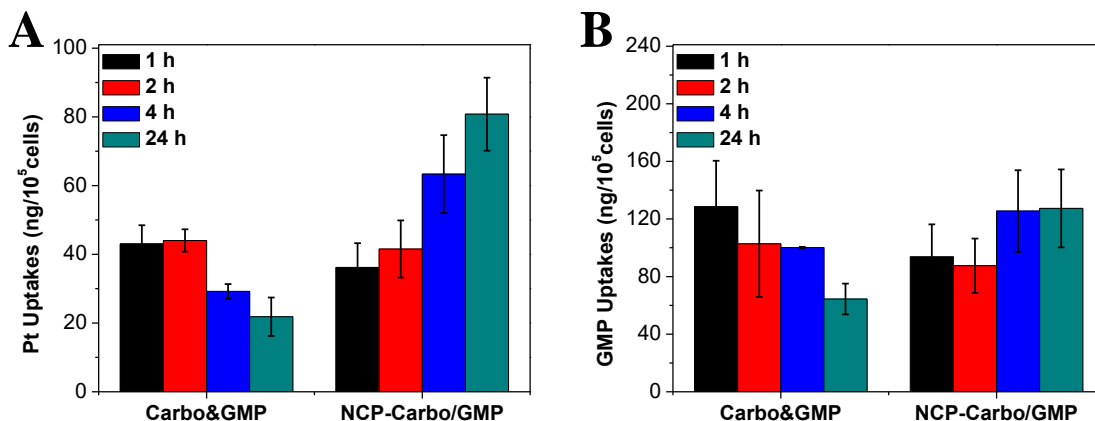 A
Pt Uptakes (ng/10⁵cells)
100
80
60
40
20
0
1 h
2 h
4 h
24 h
Carbo&GMP
NCP-Carbo/GMP
B
GMP Uptakes (ng/10⁵cells)
240
200
160
120
80
40
0
1 h
2 h
4 h
24 h
Carbo&GMP
NCP-Carbo/GMP